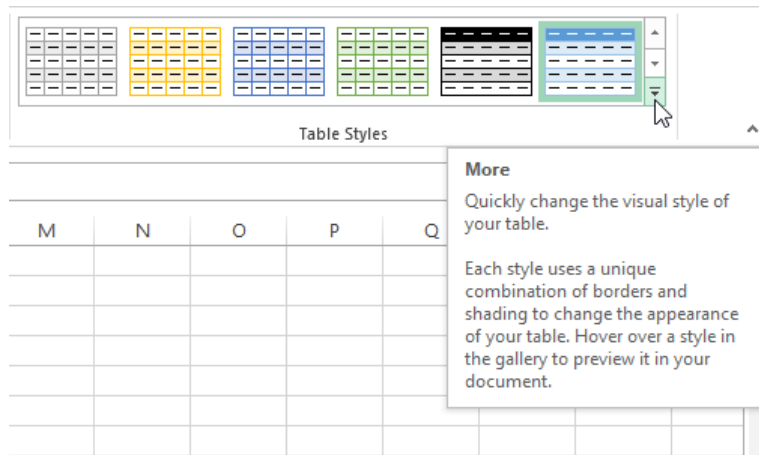 Table Styles
More
Quickly change the visual style of
your table.
Each style uses a unique
combination of borders and
shading to change the appearance
of your table. Hover over a style in
the gallery to preview it in your
document.
M N O P Q